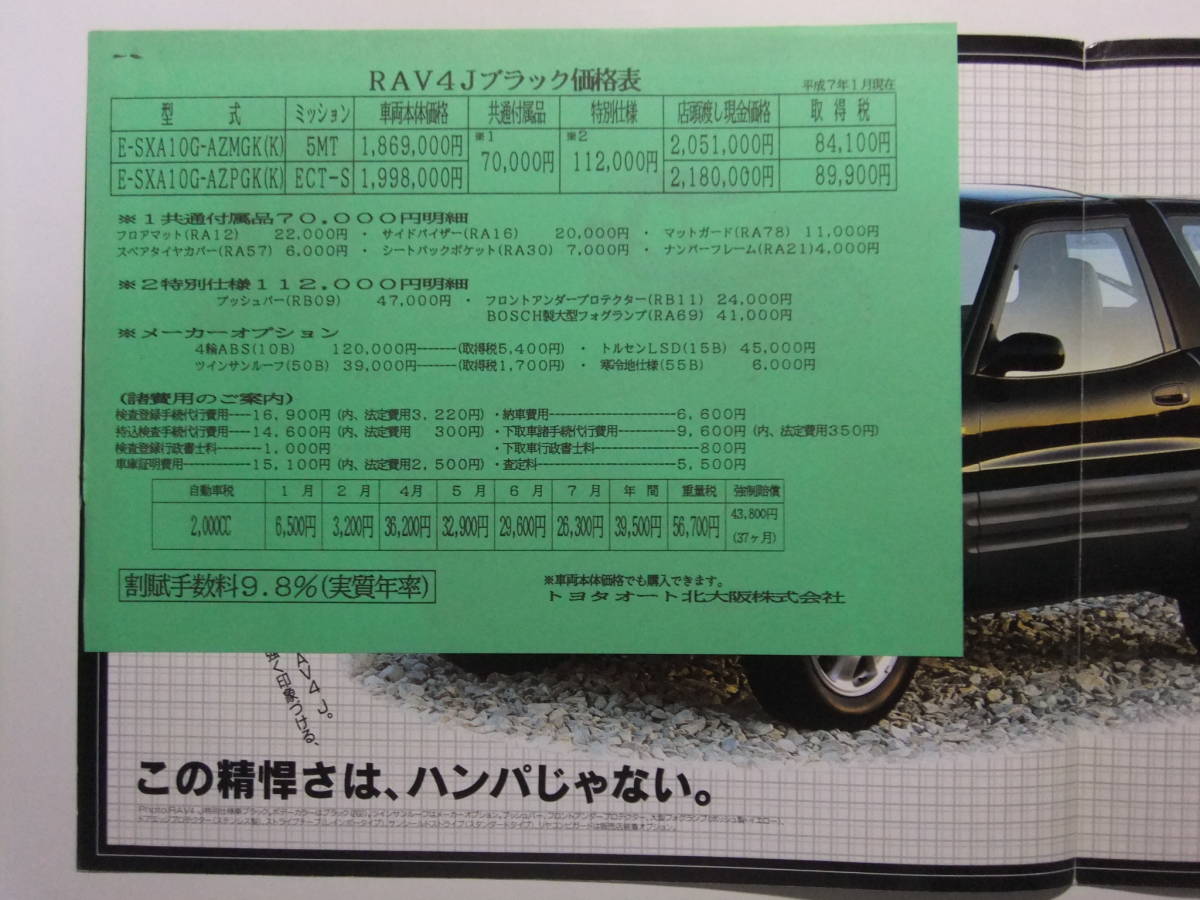 RAV4Jブラック価格表
平成7年1月現在
型 式 ミッション 車両本体価格 共通付属品 特別仕様 店頭渡し現金価格 取得税
E-SXA10G-AZMGK(K) 5MT 1,869,000円 ※1 70,000円 ※2 112,000円 2,051,000円 84,100円
E-SXA10G-AZPGK(K) ECT-S 1,998,000円 2,180,000円 89,900円
※1共通付属品70,000円明細
フロアマット(RA12) 22,000円 ・ サイドバイザー(RA16) 20,000円 ・ マットガード(RA78) 11,000円
スペアタイヤカバー(RA57) 6,000円 ・ シートバックポケット(RA30) 7,000円 ・ ナンバーフレーム(RA21)4,000円
※2特別仕様112,000円明細
プッシュバー(RB09) 47,000円 ・ フロントアンダープロテクター(RB11) 24,000円
BOSCH製大型フォグランプ(RA69) 41,000円
※メーカーオプション
4輪ABS(10B) 120,000円-------(取得税5,400円) ・ トルセンLSD(15B) 45,000円
ツインサンルーフ(50B) 39,000円-------(取得税1,700円) ・ 寒冷地仕様(55B) 6,000円
(諸費用のご案内)
検査登録手続代行費用----16,900円(内、法定費用3,220円)・納車費用------------------------6,600円
持込検査手続代行費用----14,600円(内、法定費用 300円)・下取車諸手続代行費用-----------9,600円(内、法定費用350円)
検査登録行政書士料--------1,000円 ・下取車行政書士料------------------800円
車庫証明費用-------------15,100円(内、法定費用2,500円)・査定料--------------------------5,500円
自動車税 1月 2月 4月 5月 6月 7月 年間 重量税 強制賠償
2,000CC 6,500円 3,200円 36,200円 32,900円 29,600円 26,300円 39,500円 56,700円 43,800円
(37ヶ月)
割賦手数料9.8%(実質年率)
※車両本体価格でも購入できます。
トヨタオート北大阪株式会社
AV4J。
強く印象つける、
この精悍さは、ハンパじゃない。